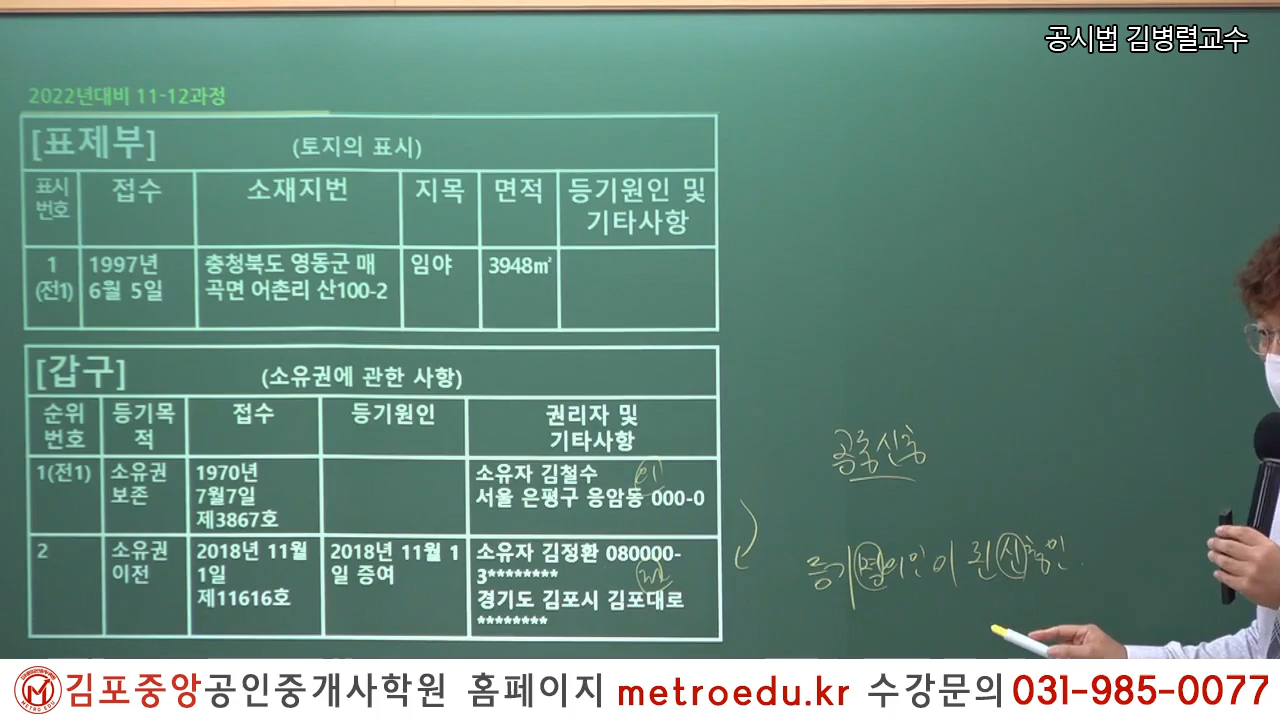 공시법 김병렬교수
2022년대비 11-12과정
[표제부] (토지의 표시)
표시
번호
접수
소재지번
지목
면적
등기원인 및
기타사항
1
(전1)
1997년
6월 5일
충청북도 영동군 매
곡면 어촌리 산100-2
임야
3948㎡
[갑구] (소유권에 관한 사항)
순위
번호
등기목
적
접수
등기원인
권리자 및
기타사항
1(전1)
소유권
보존
1970년
7월7일
제3867호
소유자 김철수
서울 은평구 응암동 000-0
2
소유권
이전
2018년 11월
1일
제11616호
2018년 11월 1
일 증여
소유자 김정환 080000-
3********
경기도 김포시 김포대로
********
공동신청
김포중앙공인중개사학원 홈페이지 metroedu.kr 수강문의 031-985-0077
METRO EDU